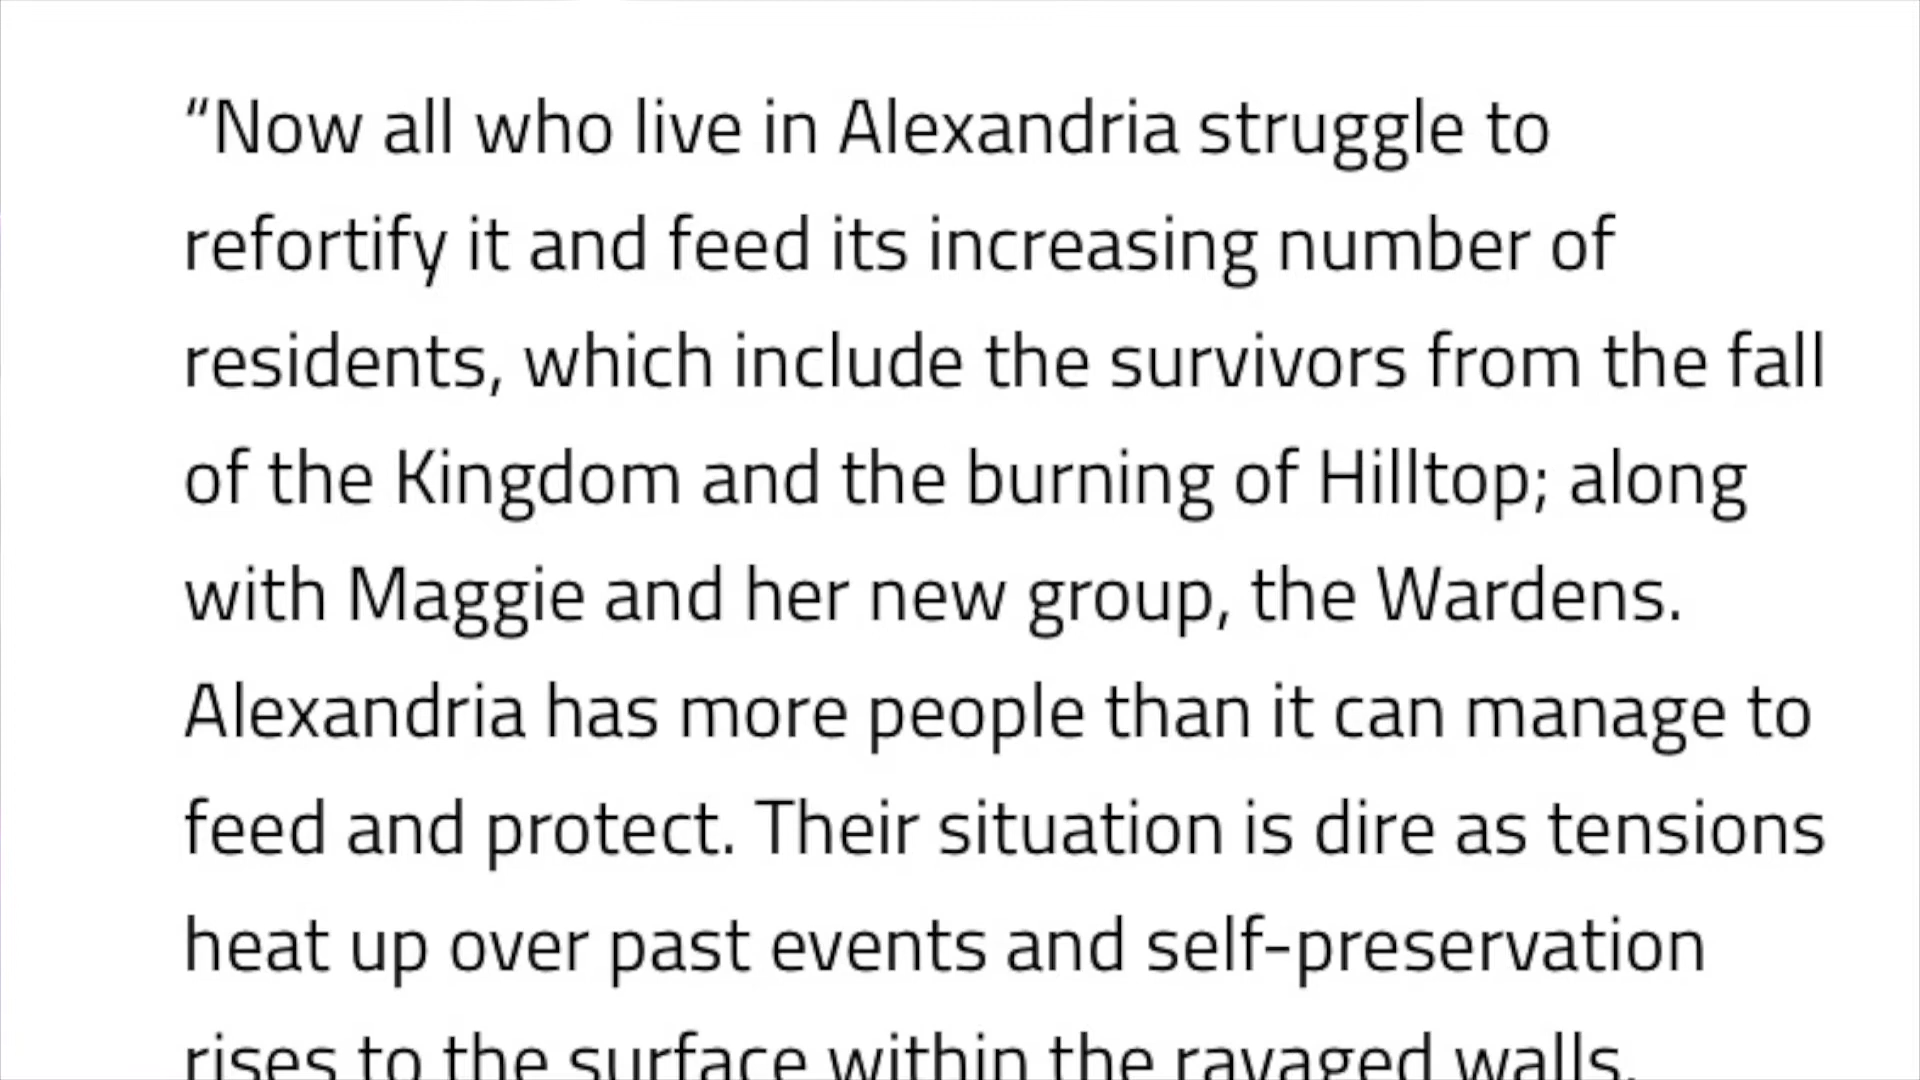 “Now all who live in Alexandria struggle to
refortify it and feed its increasing number of
residents, which include the survivors from the fall
of the Kingdom and the burning of Hilltop; along
with Maggie and her new group, the Wardens.
Alexandria has more people than it can manage to
feed and protect. Their situation is dire as tensions
heat up over past events and self-preservation
rises to the surface within the ravaged walls.